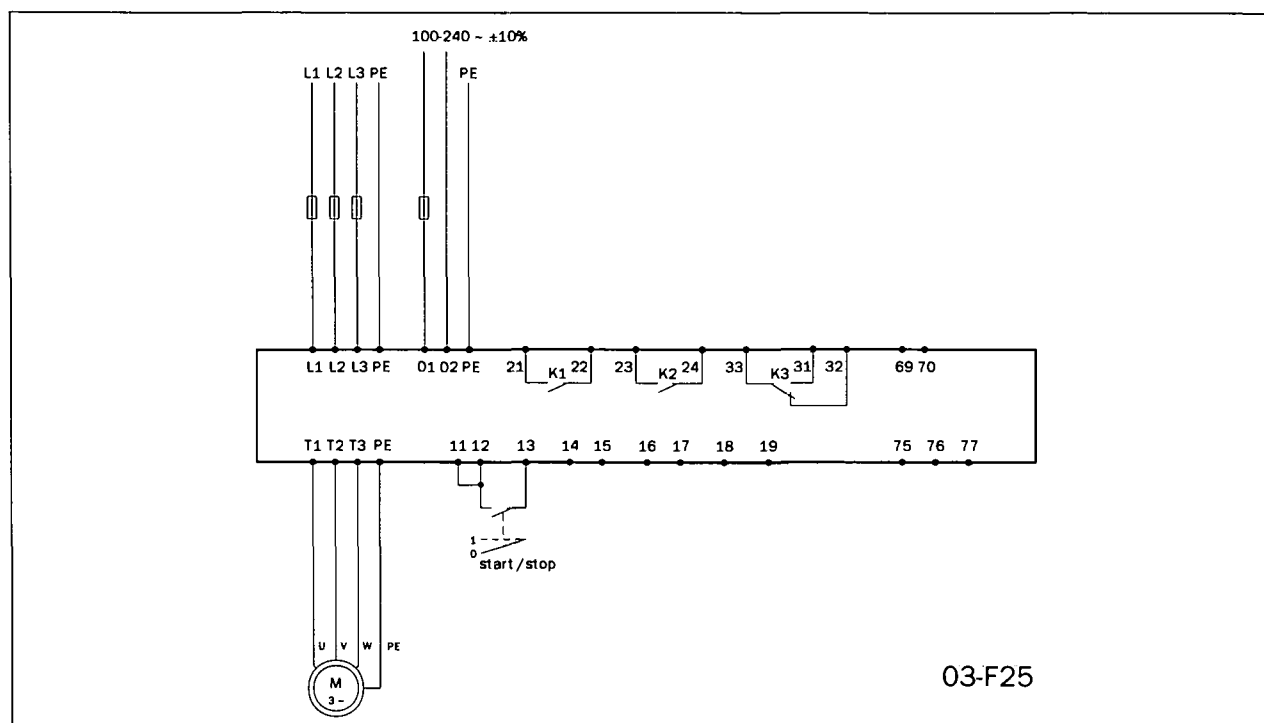 100-240 ~ ±10%
L1 L2 L3 PE PE
L1 L2 L3 PE 01 02 PE 21 K1 22 23 K2 24 33 K3 31 32 69 70
T1 T2 T3 PE 11 12 13 14 15 16 17 18 19 75 76 77
1
0
start/stop
U V W PE
M
3~
03-F25